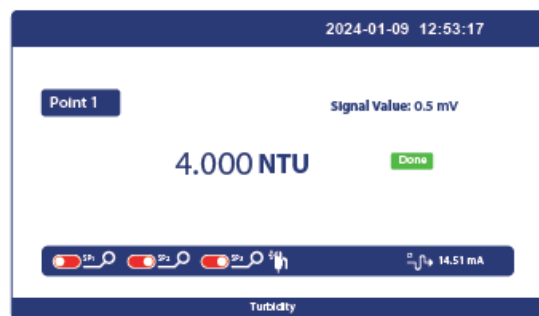 2024-01-09 12:53:17
Point 1
Signal Value: 0.5 mV
4.000 NTU
Done
SP1 SP2 SP3 14.51 mA
Turbidity